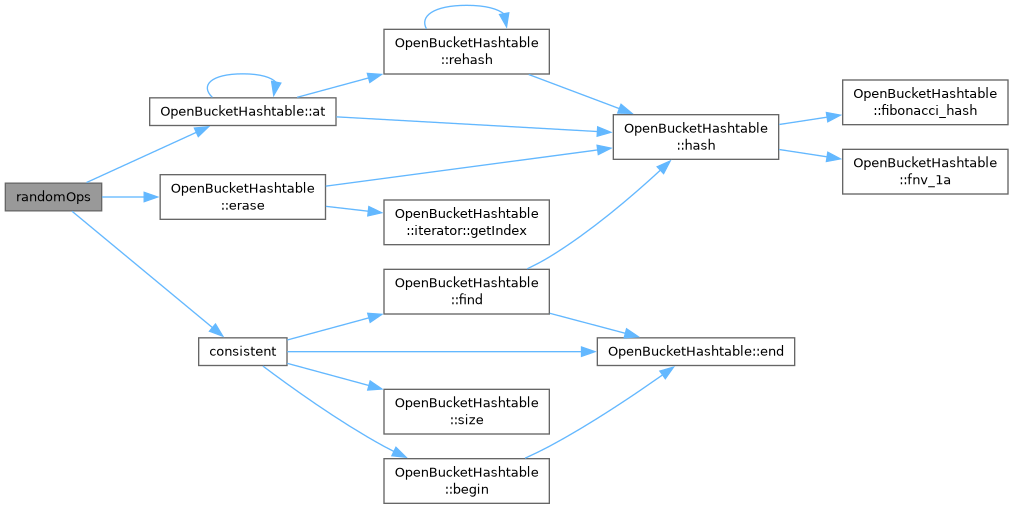 OpenBucketHashtable
::rehash
OpenBucketHashtable::at
OpenBucketHashtable
::fibonacci_hash
OpenBucketHashtable
::hash
OpenBucketHashtable
::fnv_1a
randomOps
OpenBucketHashtable
::erase
OpenBucketHashtable
::iterator::getIndex
OpenBucketHashtable
::find
consistent
OpenBucketHashtable::end
OpenBucketHashtable
::size
OpenBucketHashtable
::begin